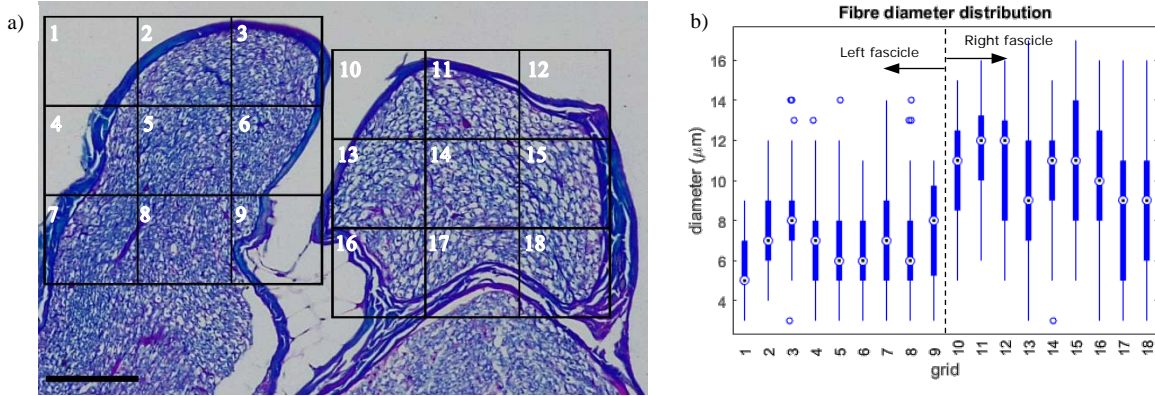 a)
1 2 3
4 5 6
7 8 9
10 11 12
13 14 15
16 17 18
b)
Fibre diameter distribution
Left fascicle
Right fascicle
diameter (μm)
16
14
12
10
8
6
4
1 2 3 4 5 6 7 8 9 10 11 12 13 14 15 16 17 18
grid